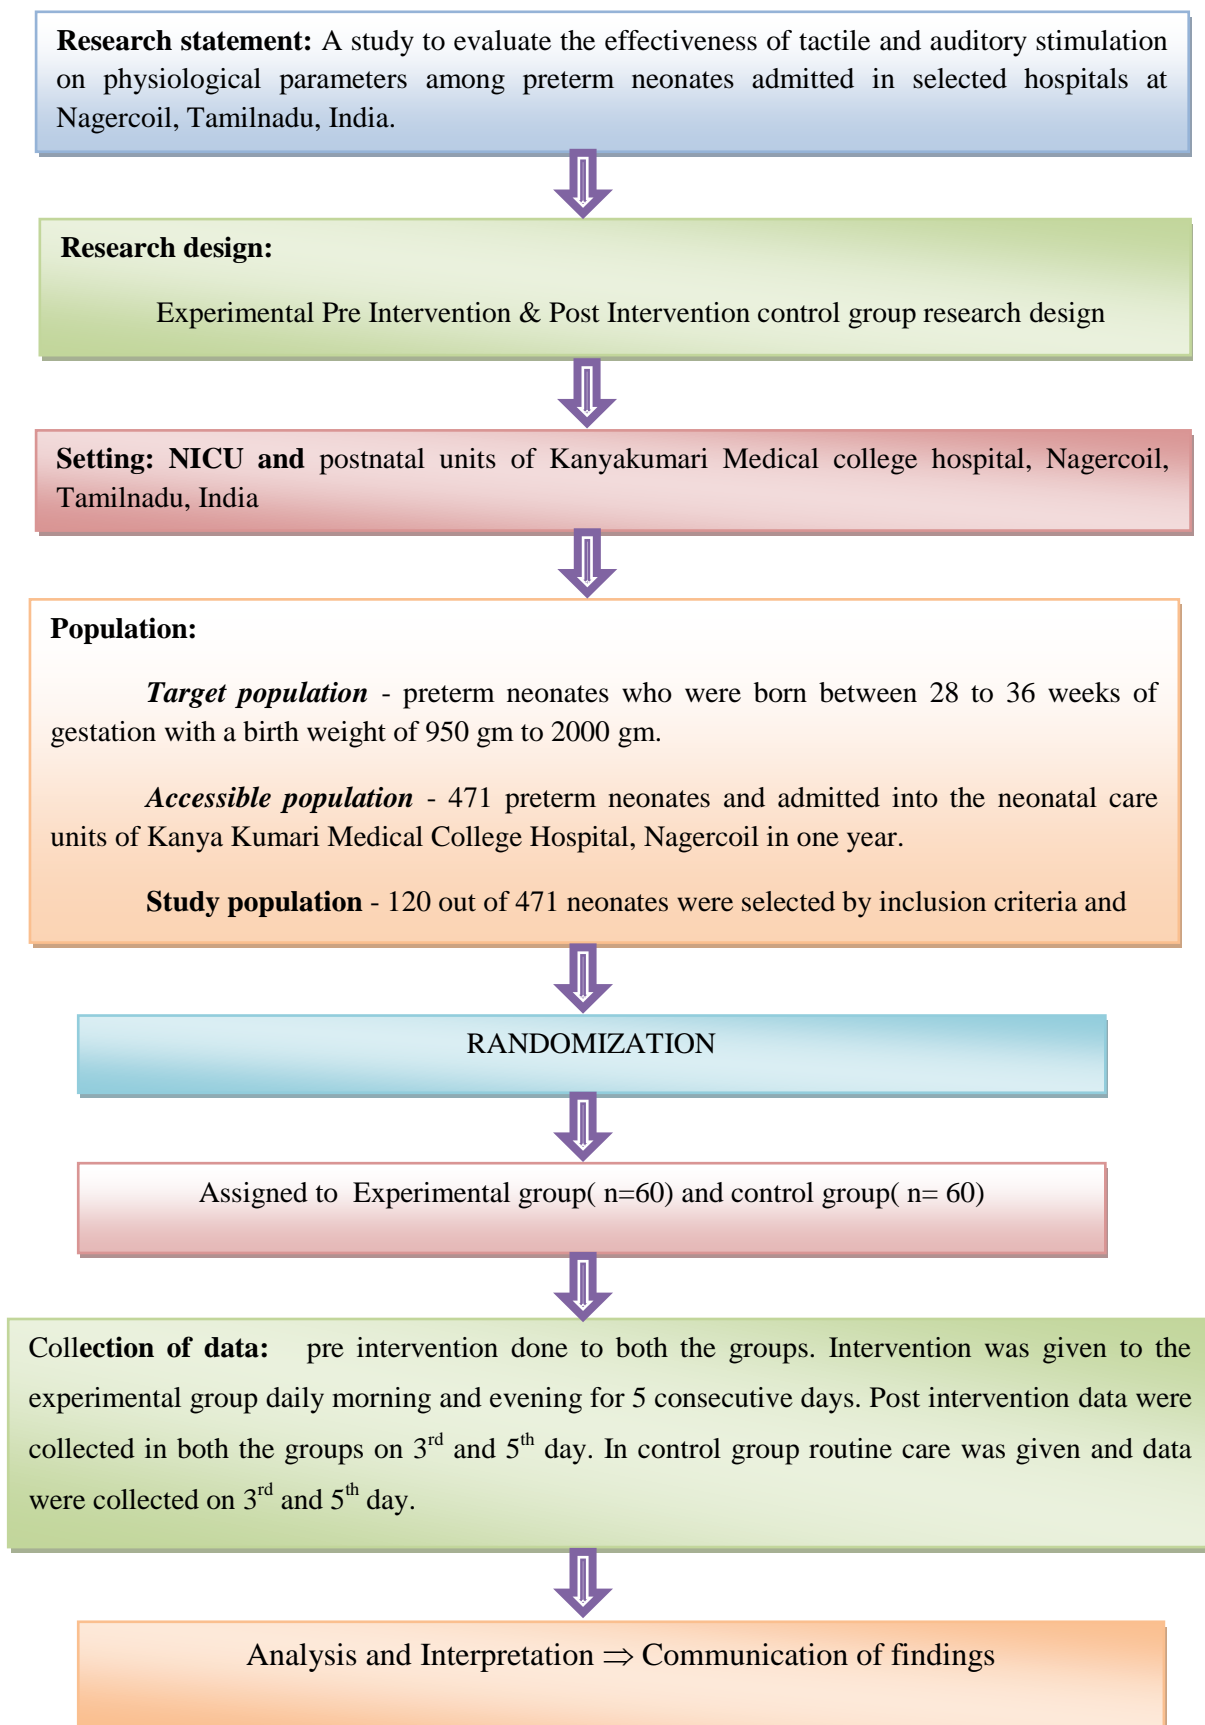 Research statement: A study to evaluate the effectiveness of tactile and auditory stimulation
on physiological parameters among preterm neonates admitted in selected hospitals at
Nagercoil, Tamilnadu, India.
Research design:
Experimental Pre Intervention & Post Intervention control group research design
Setting: NICU and postnatal units of Kanyakumari Medical college hospital, Nagercoil,
Tamilnadu, India
Population:
Target population - preterm neonates who were born between 28 to 36 weeks of
gestation with a birth weight of 950 gm to 2000 gm.
Accessible population - 471 preterm neonates and admitted into the neonatal care
units of Kanya Kumari Medical College Hospital, Nagercoil in one year.
Study population - 120 out of 471 neonates were selected by inclusion criteria and
RANDOMIZATION
Assigned to Experimental group( n=60) and control group( n= 60)
Collection of data: pre intervention done to both the groups. Intervention was given to the
experimental group daily morning and evening for 5 consecutive days. Post intervention data were
collected in both the groups on 3rd and 5th day. In control group routine care was given and data
were collected on 3rd and 5th day.
Analysis and Interpretation ⇒ Communication of findings